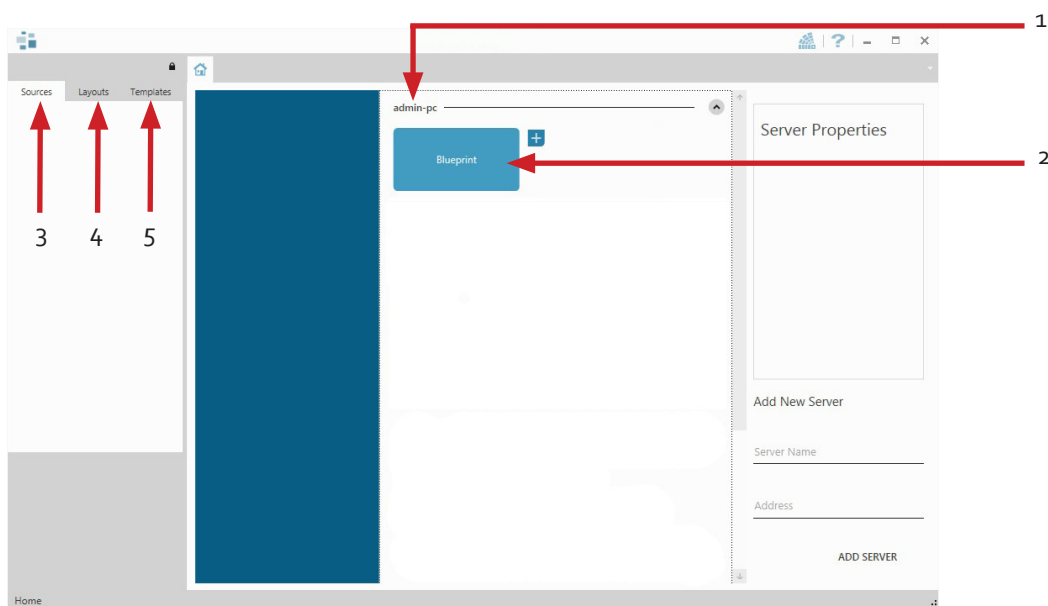 1
?
Sources Layouts Templates
admin-pc
Server Properties
Blueprint
+
2
3 4 5
Add New Server
Server Name
Address
ADD SERVER
Home